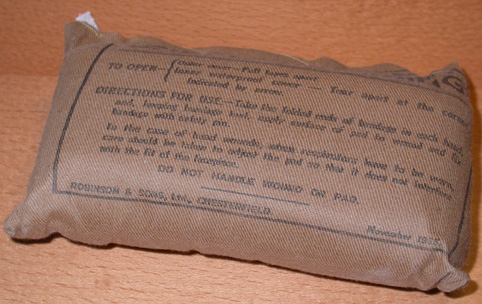 TO OPEN— Outer cover— Pull tapes apart
Inner waterproof cover — Tear apart at the corner
indicated by arrow.
DIRECTIONS FOR USE—Take the folded ends of bandage in each hand,
and, keeping bandage taut, apply surface of pad to wound and fix
bandage with safety pin.
In the case of head wounds, when respirators have to be worn,
care should be taken to adjust the pad so that it does not interfere
with the fit of the facepiece.
DO NOT HANDLE WOUND OR PAD.
ROBINSON & SONS, Ltd., CHESTERFIELD.
November